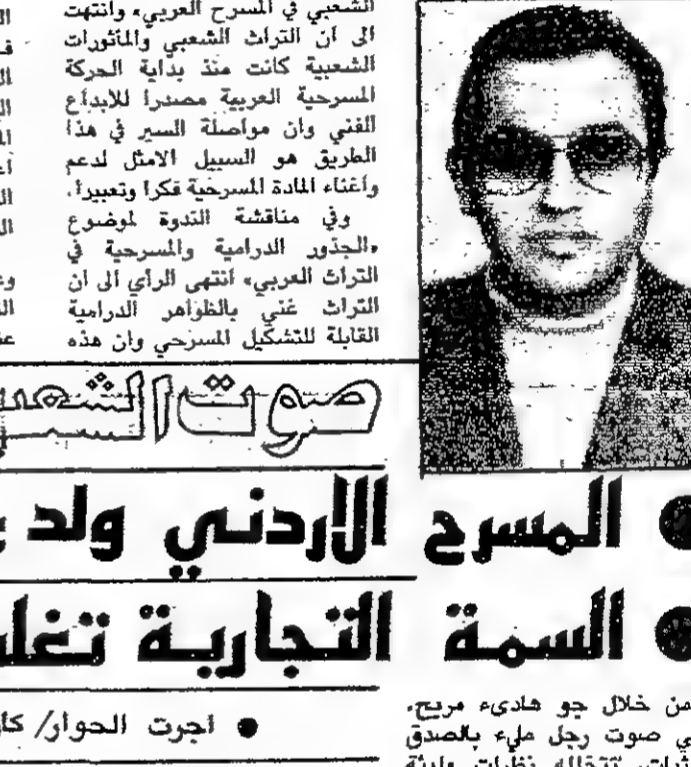 الشعبي في المسرح العربي» وانتهت
الى ان التراث الشعبي والمأثورات
الشعبية كانت منذ بداية الحركة
المسرحية العربية مصدرا للابداع
الفني وان مواصلة السير في هذا
الطريق هو السبيل الامثل لدعم
وأغناء المادة المسرحية فكرا وتعبيرا.
وفي مناقشة الندوة لموضوع
«الجذور الدرامية والمسرحية في
التراث العربي» انتهى الرأي الى ان
التراث غني بالظواهر الدرامية
القابلة للتشكيل المسرحي وان هذه
صوت الشعب
● المسرح الاردني ولد
● السمة التجارية
● اجرت الحوار/
من خلال جو هادىء مريح.
صوت رجل مليء بالصدق
تتخلله نظرات